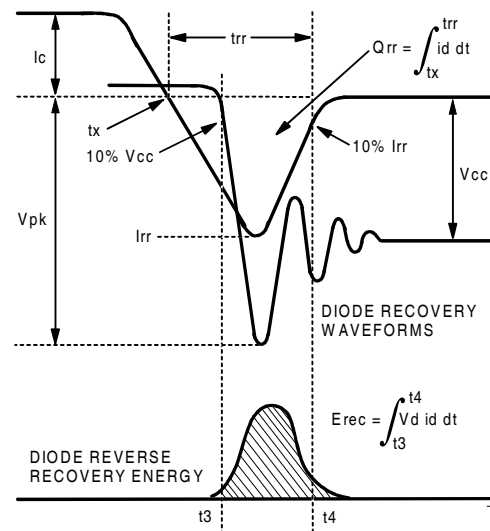 trr
Ic
Qrr = ∫ trr id dt
tx
tx
10% Vcc
10% Irr
Vpk
Vcc
Irr
DIODE RECOVERY
WAVEFORMS
Erec = ∫ t4 Vd id dt
t3
DIODE REVERSE
RECOVERY ENERGY
t3
t4